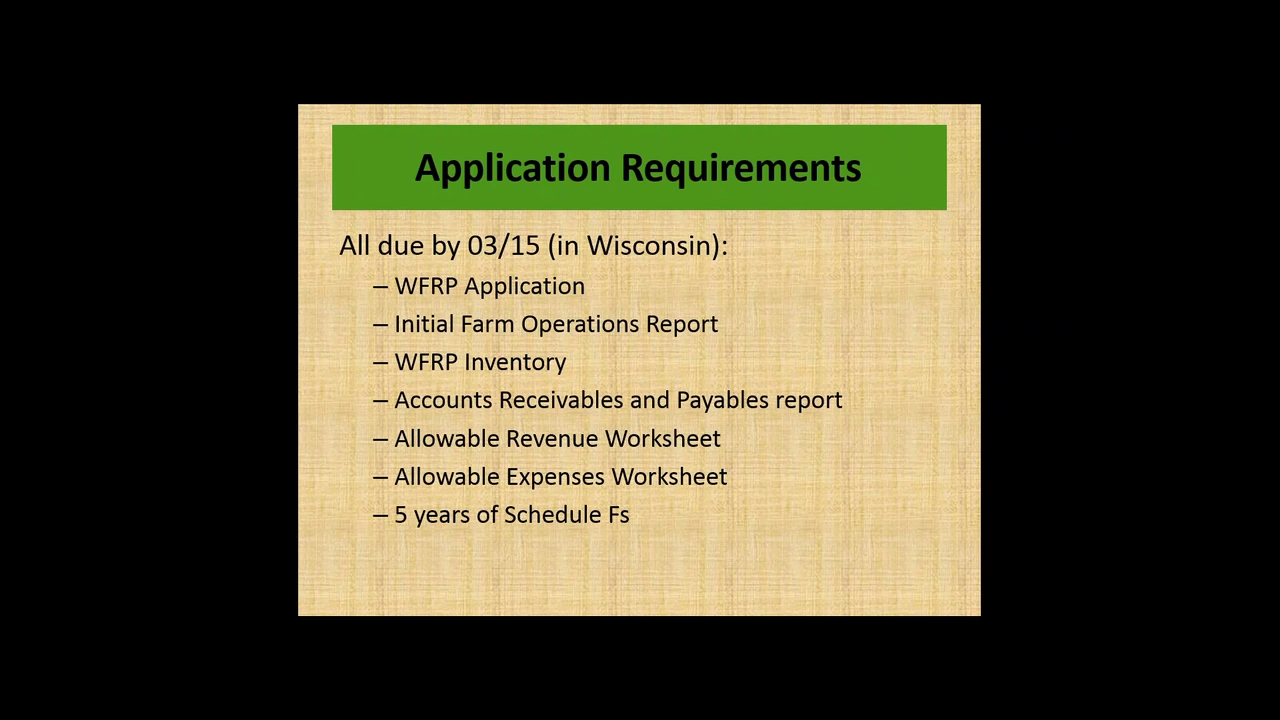 Application Requirements
All due by 03/15 (in Wisconsin):
– WFRP Application
– Initial Farm Operations Report
– WFRP Inventory
– Accounts Receivables and Payables report
– Allowable Revenue Worksheet
– Allowable Expenses Worksheet
– 5 years of Schedule Fs